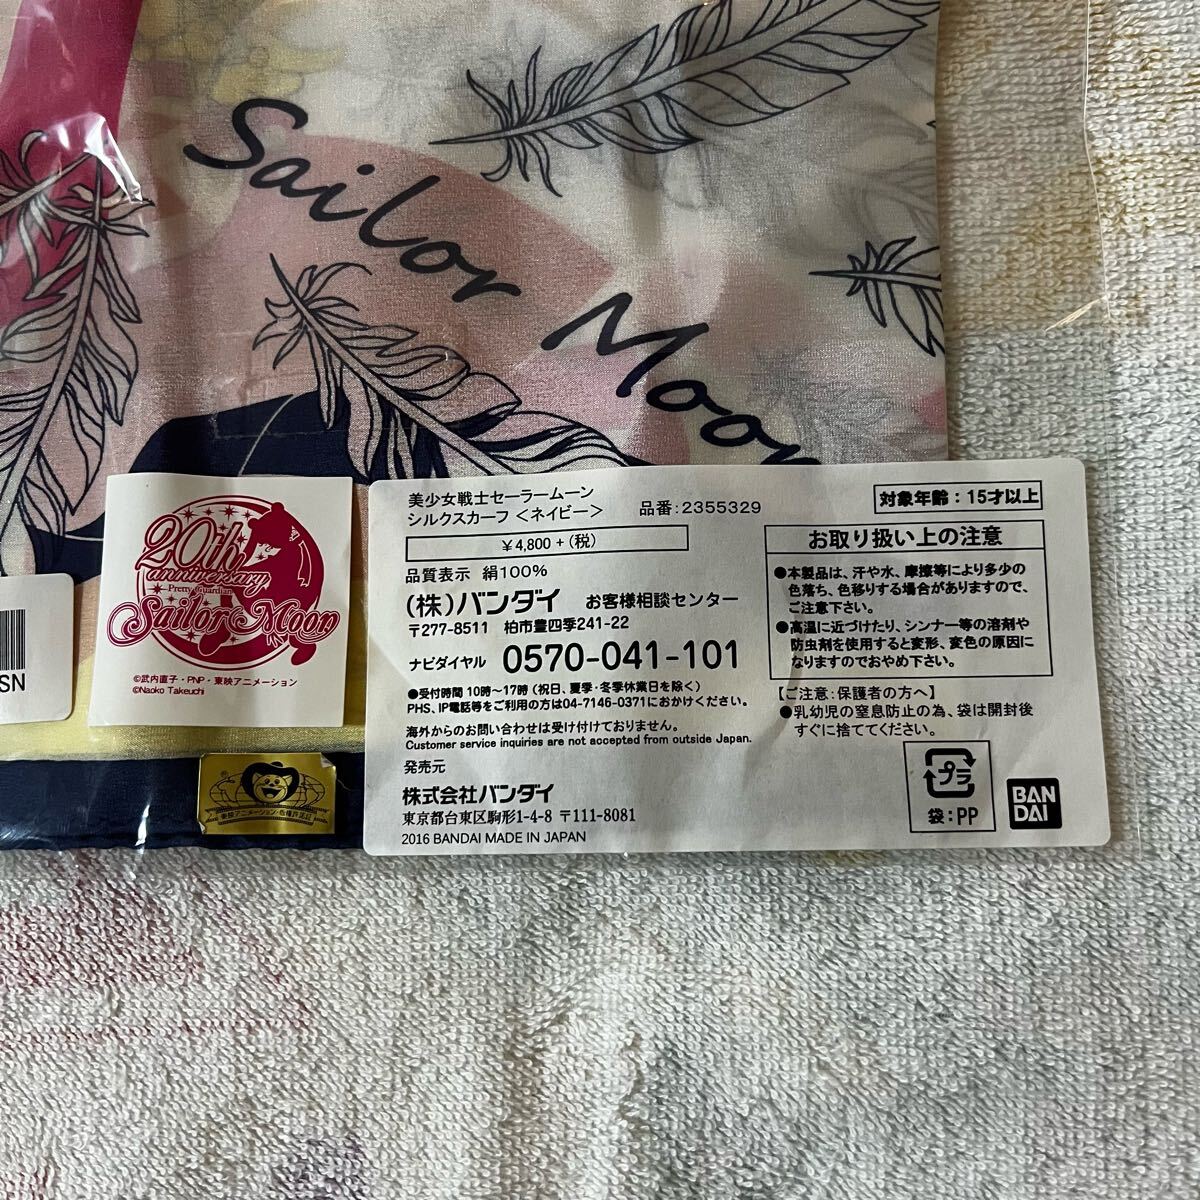 Sailor Moon
20th
anniversary
Pretty Guardian
Sailor Moon
©武内直子・PNP・東映アニメーション
©Naoko Takeuchi
SN
東映アニメーション・版権許諾証
美少女戦士セーラームーン
シルクスカーフ <ネイビー>
品番:2355329
¥4,800+(税)
品質表示 絹100%
(株)バンダイ お客様相談センター
〒277-8511 柏市豊四季241-22
ナビダイヤル 0570-041-101
●受付時間 10時~17時(祝日、夏季・冬季休業日を除く)
PHS、IP電話等をご利用の方は04-7146-0371におかけください。
海外からのお問い合わせは受け付けておりません。
Customer service inquiries are not accepted from outside Japan.
発売元
株式会社バンダイ
東京都台東区駒形1-4-8 〒111-8081
2016 BANDAI MADE IN JAPAN
対象年齢:15才以上
お取り扱い上の注意
●本製品は、汗や水、摩擦等により多少の
色落ち、色移りする場合がありますので、
ご注意下さい。
●高温に近づけたり、シンナー等の溶剤や
防虫剤を使用すると変形、変色の原因に
なりますのでおやめ下さい。
【ご注意:保護者の方へ】
●乳幼児の窒息防止の為、袋は開封後
すぐに捨ててください。
プラ
袋:PP
BAN
DAI